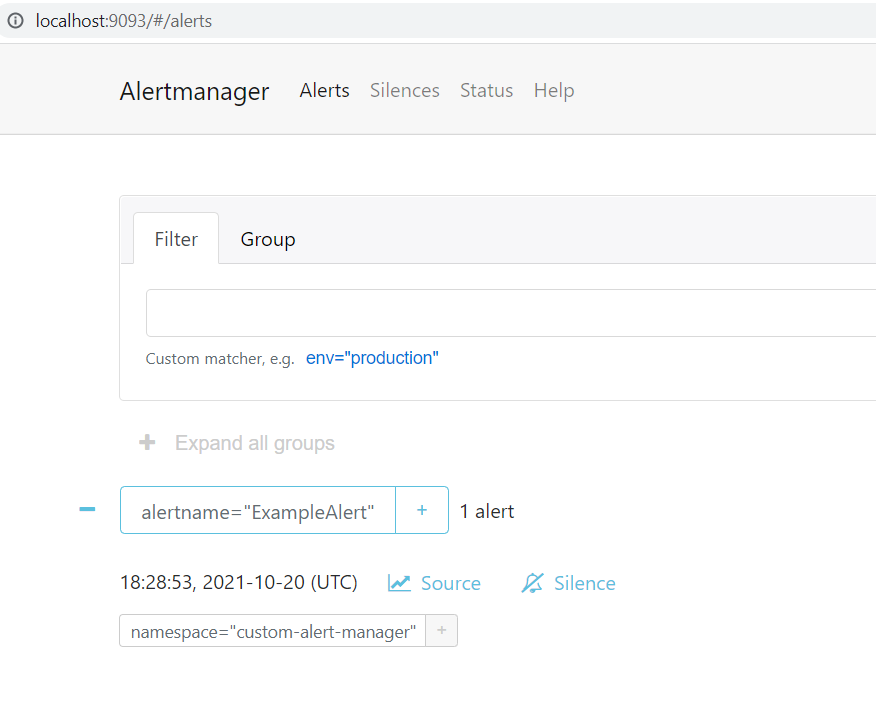 localhost:9093/#/alerts
Alertmanager Alerts Silences Status Help
Filter Group
Custom matcher, e.g. env="production"
+ Expand all groups
- alertname="ExampleAlert" + 1 alert
18:28:53, 2021-10-20 (UTC) Source Silence
namespace="custom-alert-manager" +